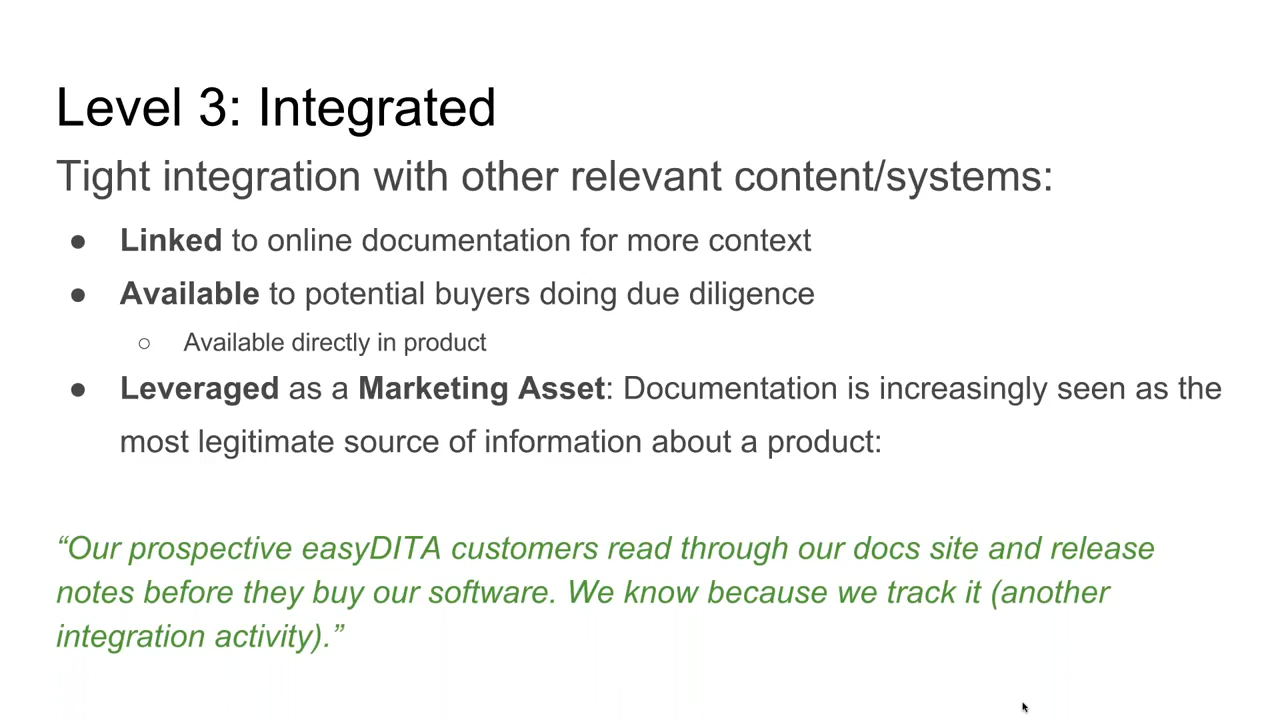 Level 3: Integrated
Tight integration with other relevant content/systems:
● Linked to online documentation for more context
● Available to potential buyers doing due diligence
○ Available directly in product
● Leveraged as a Marketing Asset: Documentation is increasingly seen as the
most legitimate source of information about a product:
“Our prospective easyDITA customers read through our docs site and release
notes before they buy our software. We know because we track it (another
integration activity).”